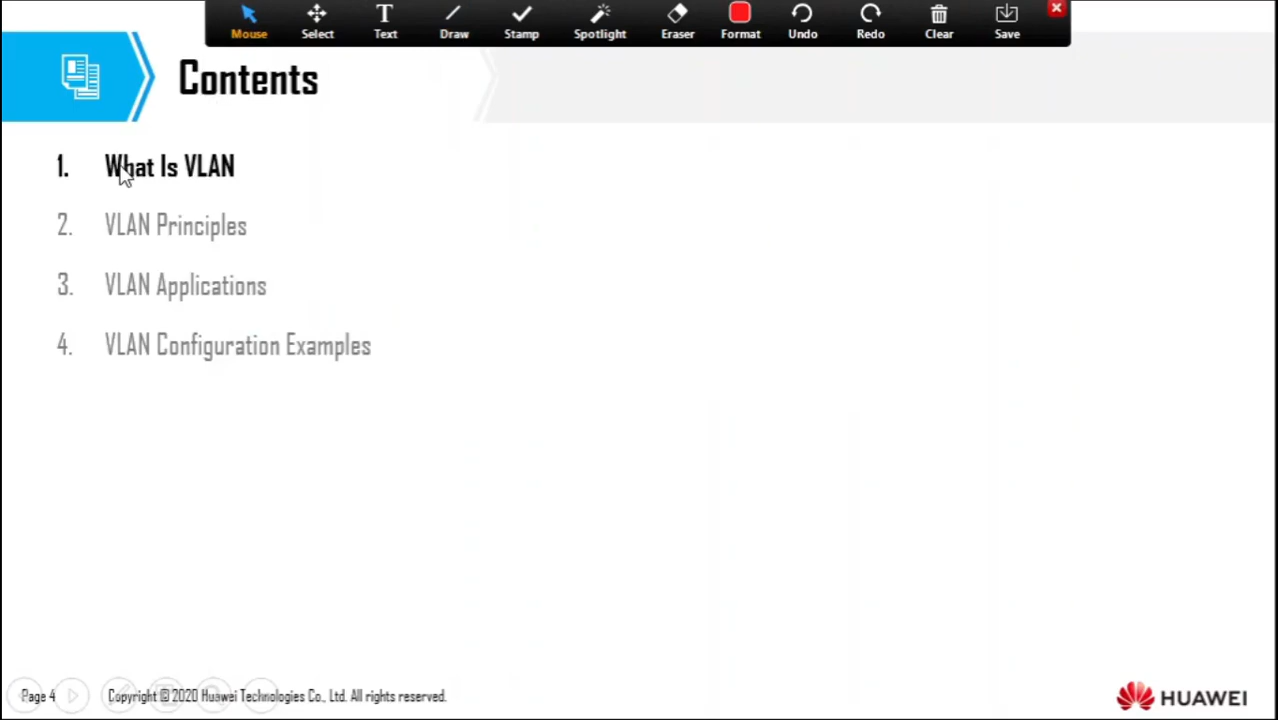 Mouse Select Text Draw Stamp Spotlight Eraser Format Undo Redo Clear Save
Contents
1. What Is VLAN
2. VLAN Principles
3. VLAN Applications
4. VLAN Configuration Examples
Page 4 Copyright © 2020 Huawei Technologies Co., Ltd. All rights reserved.
HUAWEI